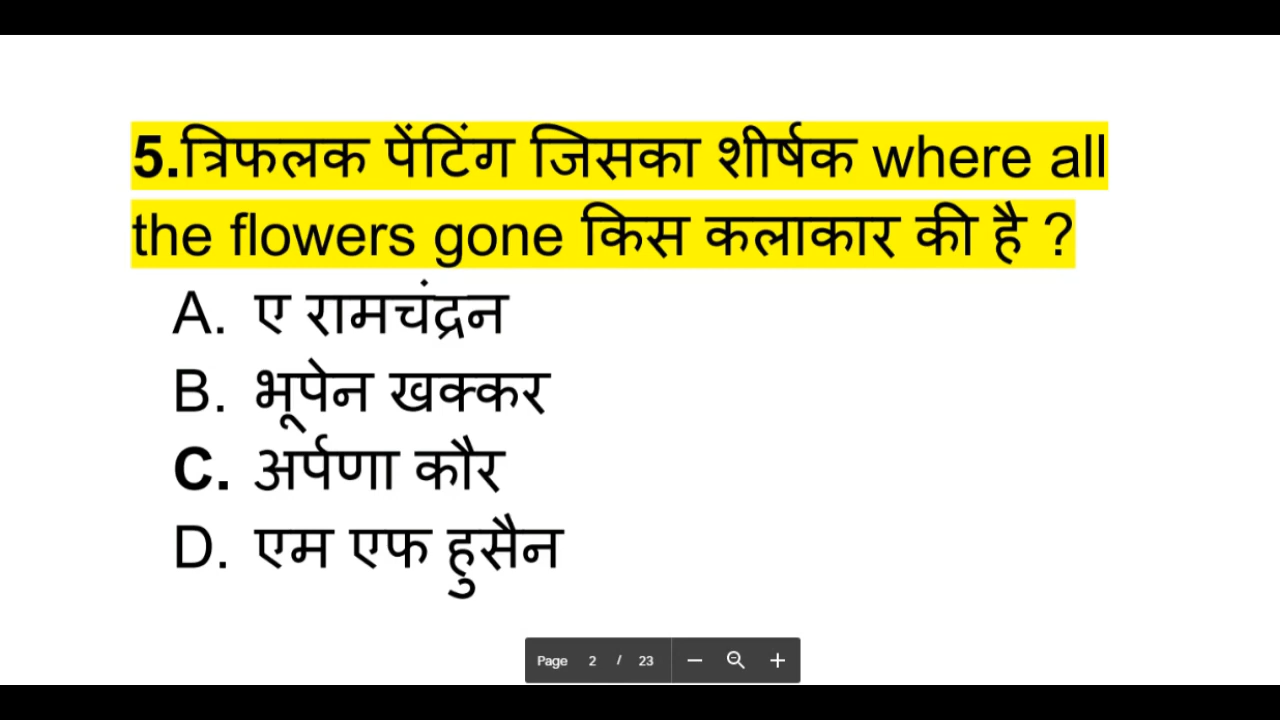 5.त्रिफलक पेंटिंग जिसका शीर्षक where all
the flowers gone किस कलाकार की है ?
A. ए रामचंद्रन
B. भूपेन खक्कर
C. अर्पणा कौर
D. एम एफ हुसैन
Page 2 / 23 − +